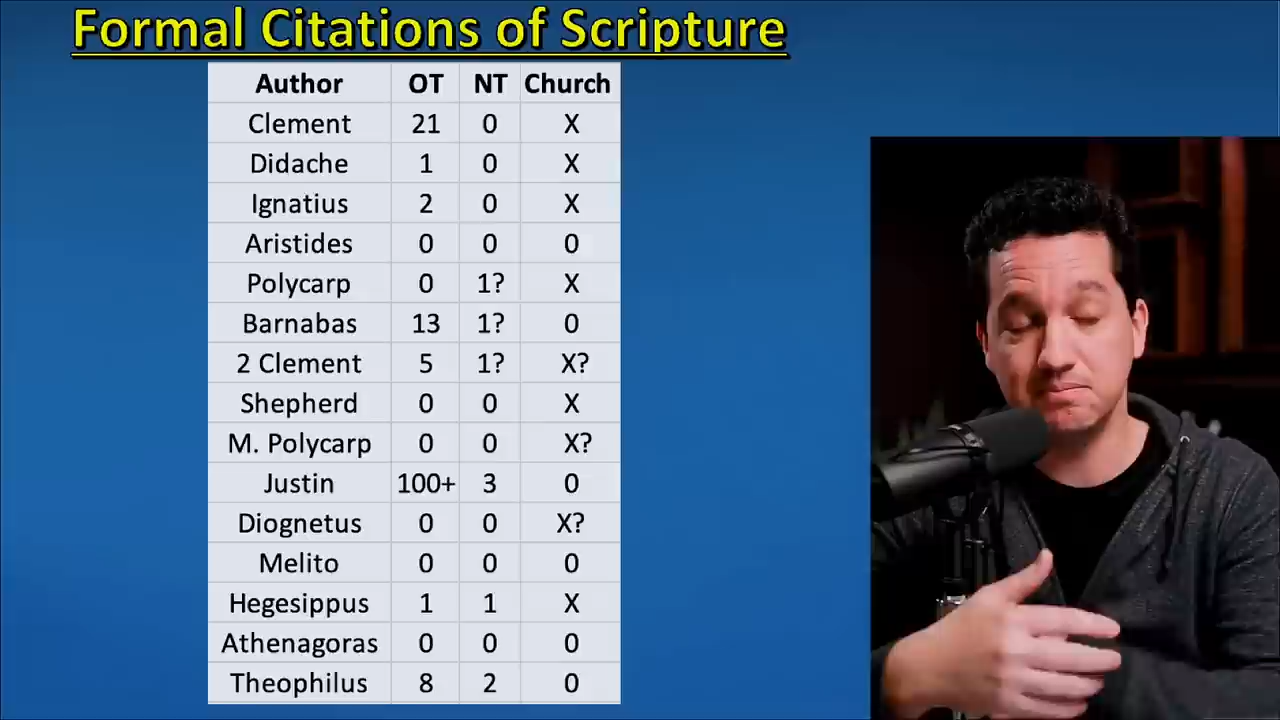 Formal Citations of Scripture
Author OT NT Church
Clement 21 0 X
Didache 1 0 X
Ignatius 2 0 X
Aristides 0 0 0
Polycarp 0 1? X
Barnabas 13 1? 0
2 Clement 5 1? X?
Shepherd 0 0 X
M. Polycarp 0 0 X?
Justin 100+ 3 0
Diognetus 0 0 X?
Melito 0 0 0
Hegesippus 1 1 X
Athenagoras 0 0 0
Theophilus 8 2 0